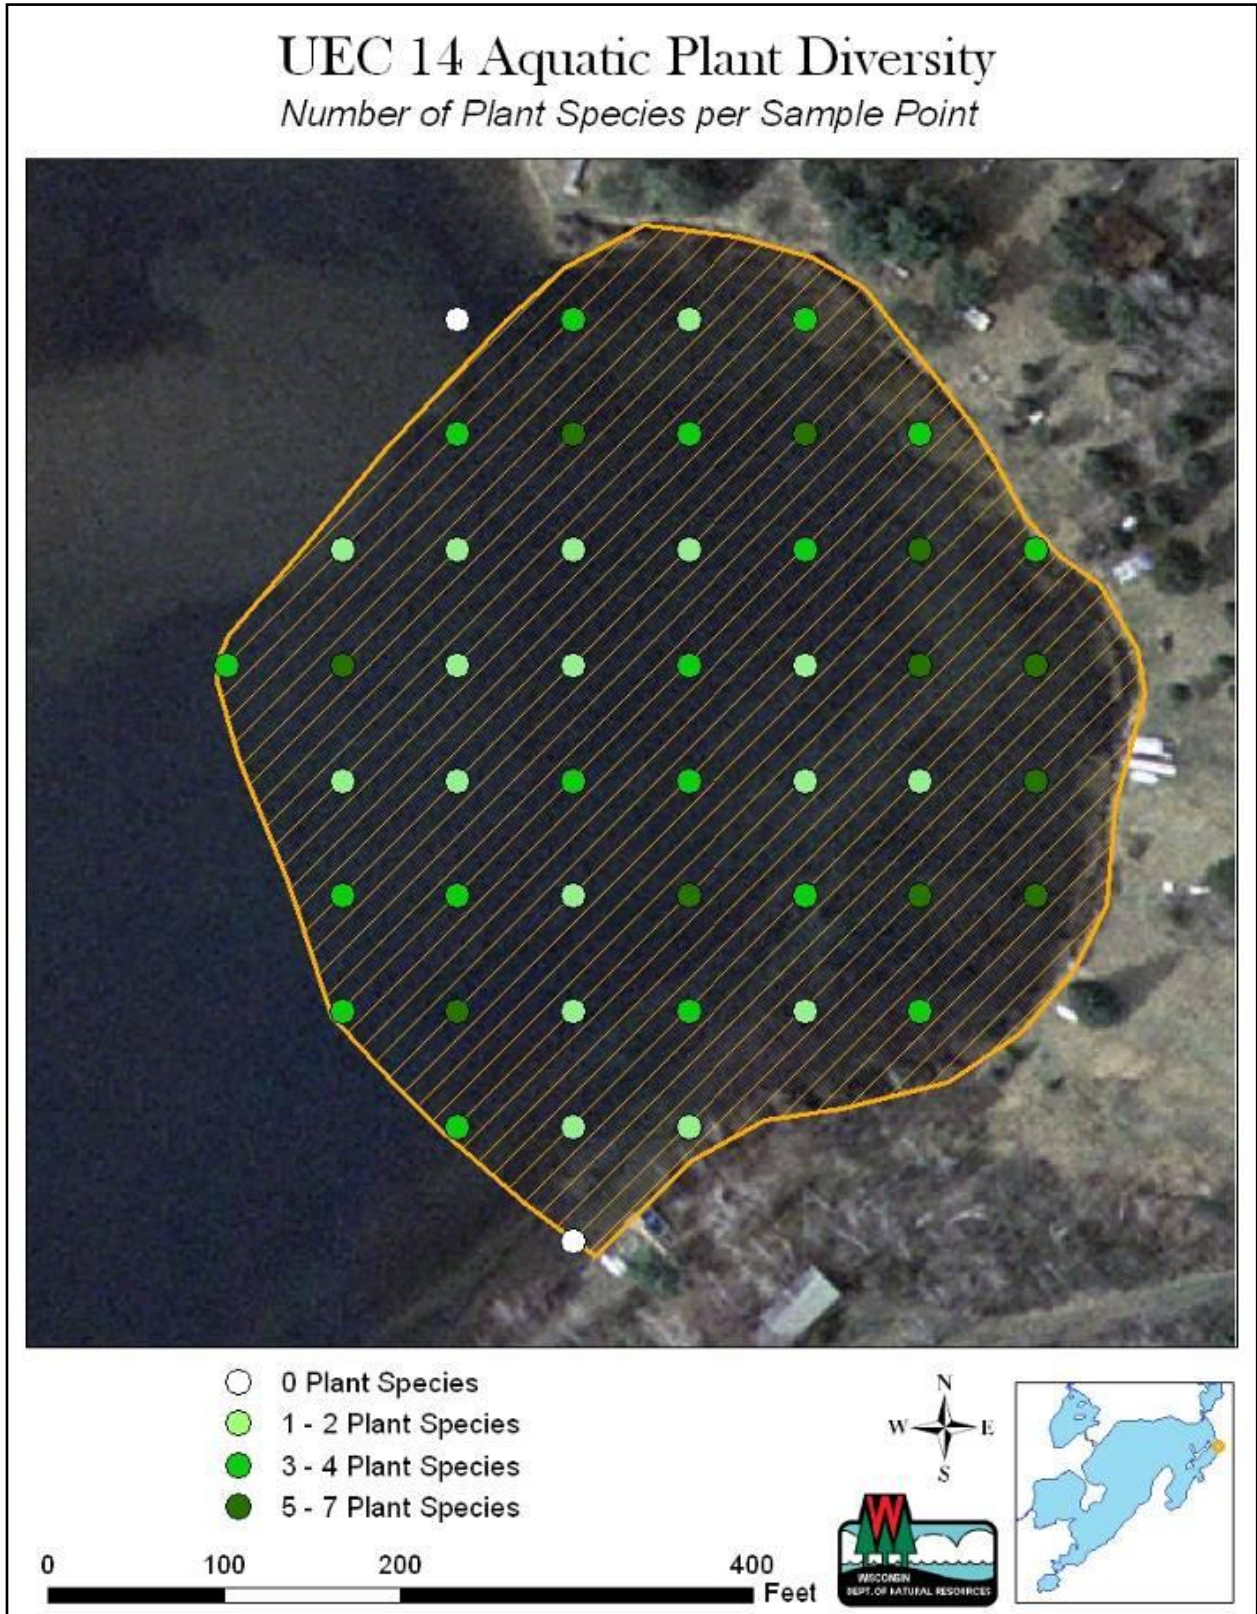 UEC 14 Aquatic Plant Diversity
Number of Plant Species per Sample Point
0 Plant Species
1 - 2 Plant Species
3 - 4 Plant Species
5 - 7 Plant Species
N
W E
S
0 100 200 400
Feet
W
WISCONSIN
DEPT. OF NATURAL RESOURCES